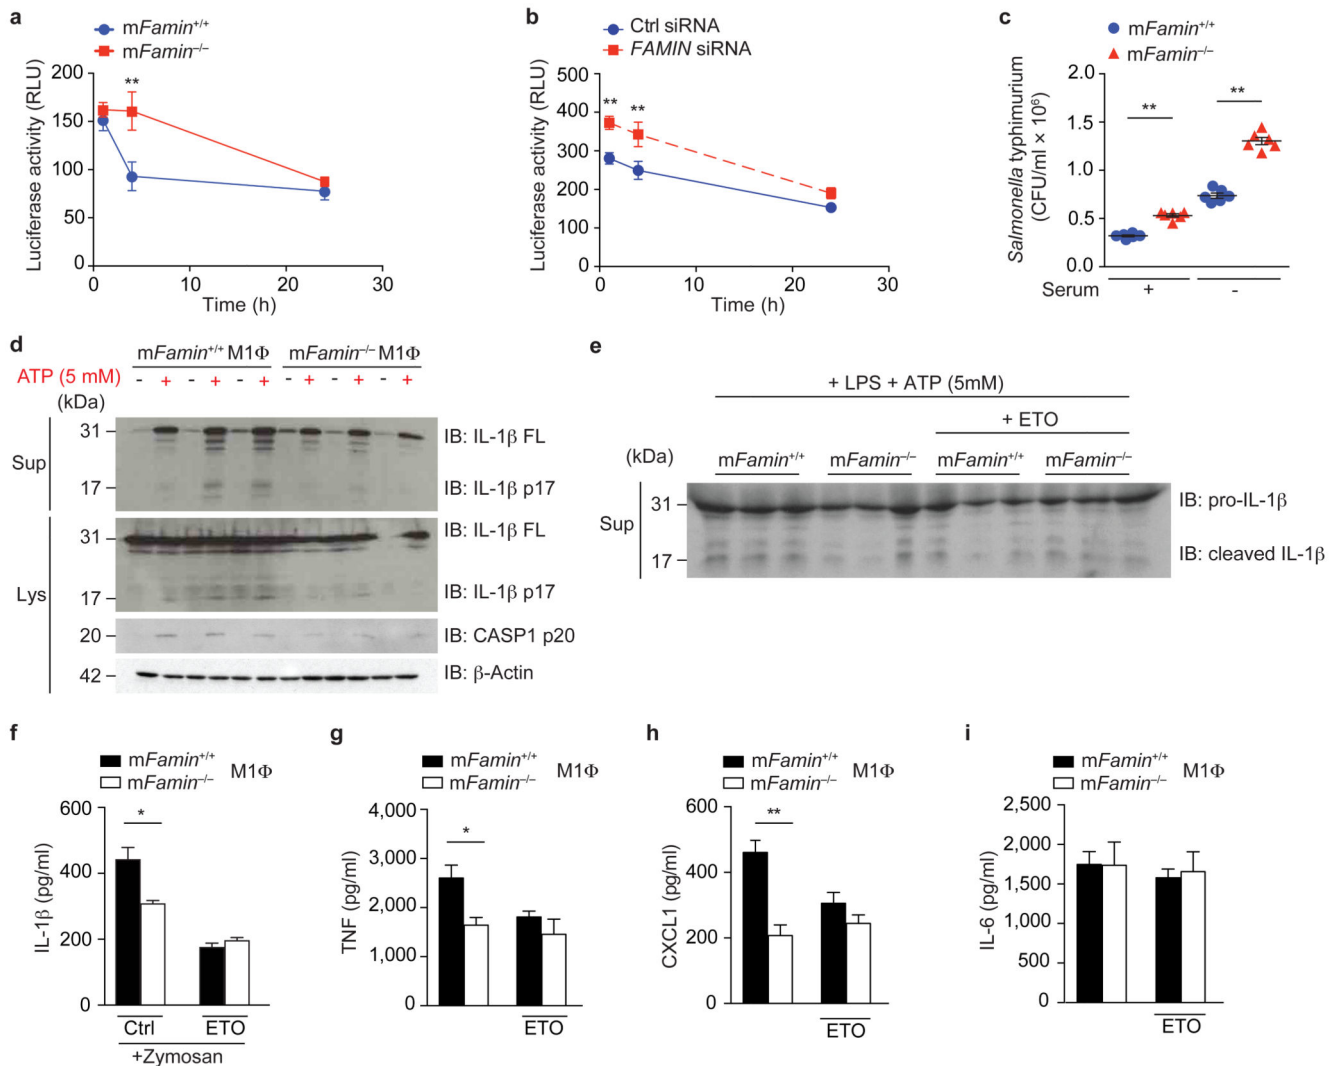 a
mFamin+/+
mFamin–/–
Luciferase activity (RLU)
200
150
100
50
0
**
0 10 20 30
Time (h)
b
Ctrl siRNA
FAMIN siRNA
Luciferase activity (RLU)
500
400
300
200
100
0
** **
0 10 20 30
Time (h)
c
mFamin+/+
mFamin–/–
Salmonella typhimurium
(CFU/ml × 10⁶)
2.0
1.5
1.0
0.5
0.0
** **
Serum + -
d
mFamin+/+ M1Φ mFamin–/– M1Φ
ATP (5 mM) - + - + - + - + - + - +
(kDa)
Sup
31 IB: IL-1β FL
17 IB: IL-1β p17
Lys
31 IB: IL-1β FL
17 IB: IL-1β p17
20 IB: CASP1 p20
42 IB: β-Actin
e
+ LPS + ATP (5mM)
+ ETO
(kDa) mFamin+/+ mFamin–/– mFamin+/+ mFamin–/–
Sup
31 IB: pro-IL-1β
17 IB: cleaved IL-1β
f
mFamin+/+
mFamin–/–
M1Φ
IL-1β (pg/ml)
600
400
200
0
*
Ctrl ETO
+Zymosan
g
mFamin+/+
mFamin–/–
M1Φ
TNF (pg/ml)
4,000
3,000
2,000
1,000
0
*
ETO
h
mFamin+/+
mFamin–/–
M1Φ
CXCL1 (pg/ml)
600
400
200
0
**
ETO
i
mFamin+/+
mFamin–/–
M1Φ
IL-6 (pg/ml)
2,500
2,000
1,500
1,000
500
0
ETO